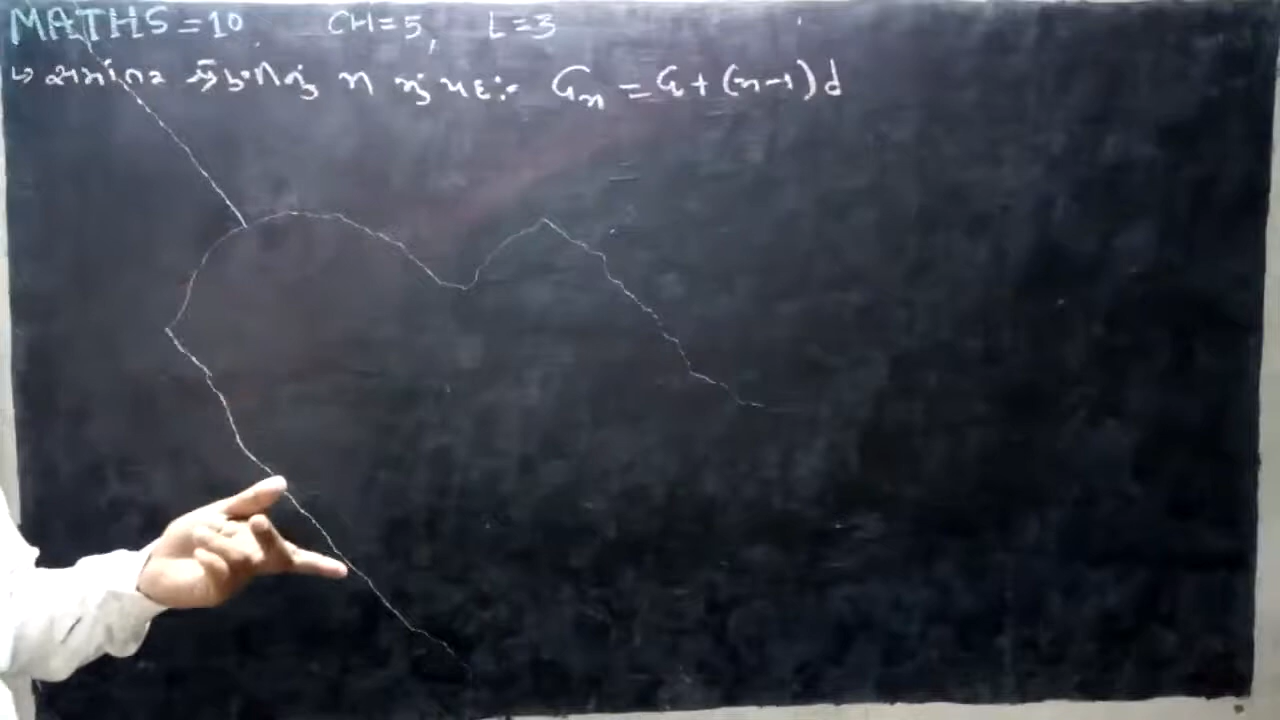 MATHS=10, CH=5, L=3
↳ સમાંતર શ્રેણીનું n નું પદ:- an = a + (n-1)d